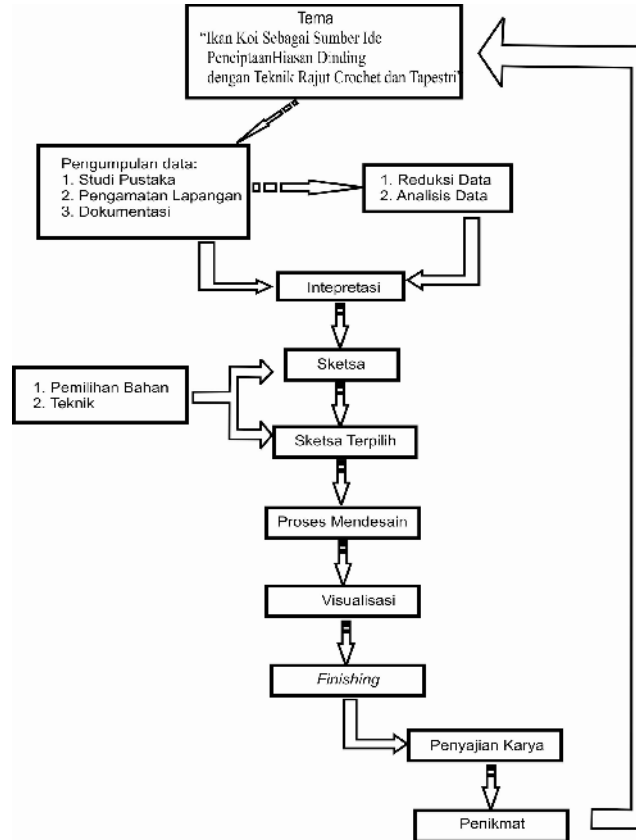 Tema
“Ikan Koi Sebagai Sumber Ide
PenciptaanHiasan Dinding
dengan Teknik Rajut Crochet dan Tapestri”
Pengumpulan data:
1. Studi Pustaka
2. Pengamatan Lapangan
3. Dokumentasi
1. Reduksi Data
2. Analisis Data
Intepretasi
Sketsa
1. Pemilihan Bahan
2. Teknik
Sketsa Terpilih
Proses Mendesain
Visualisasi
Finishing
Penyajian Karya
Penikmat